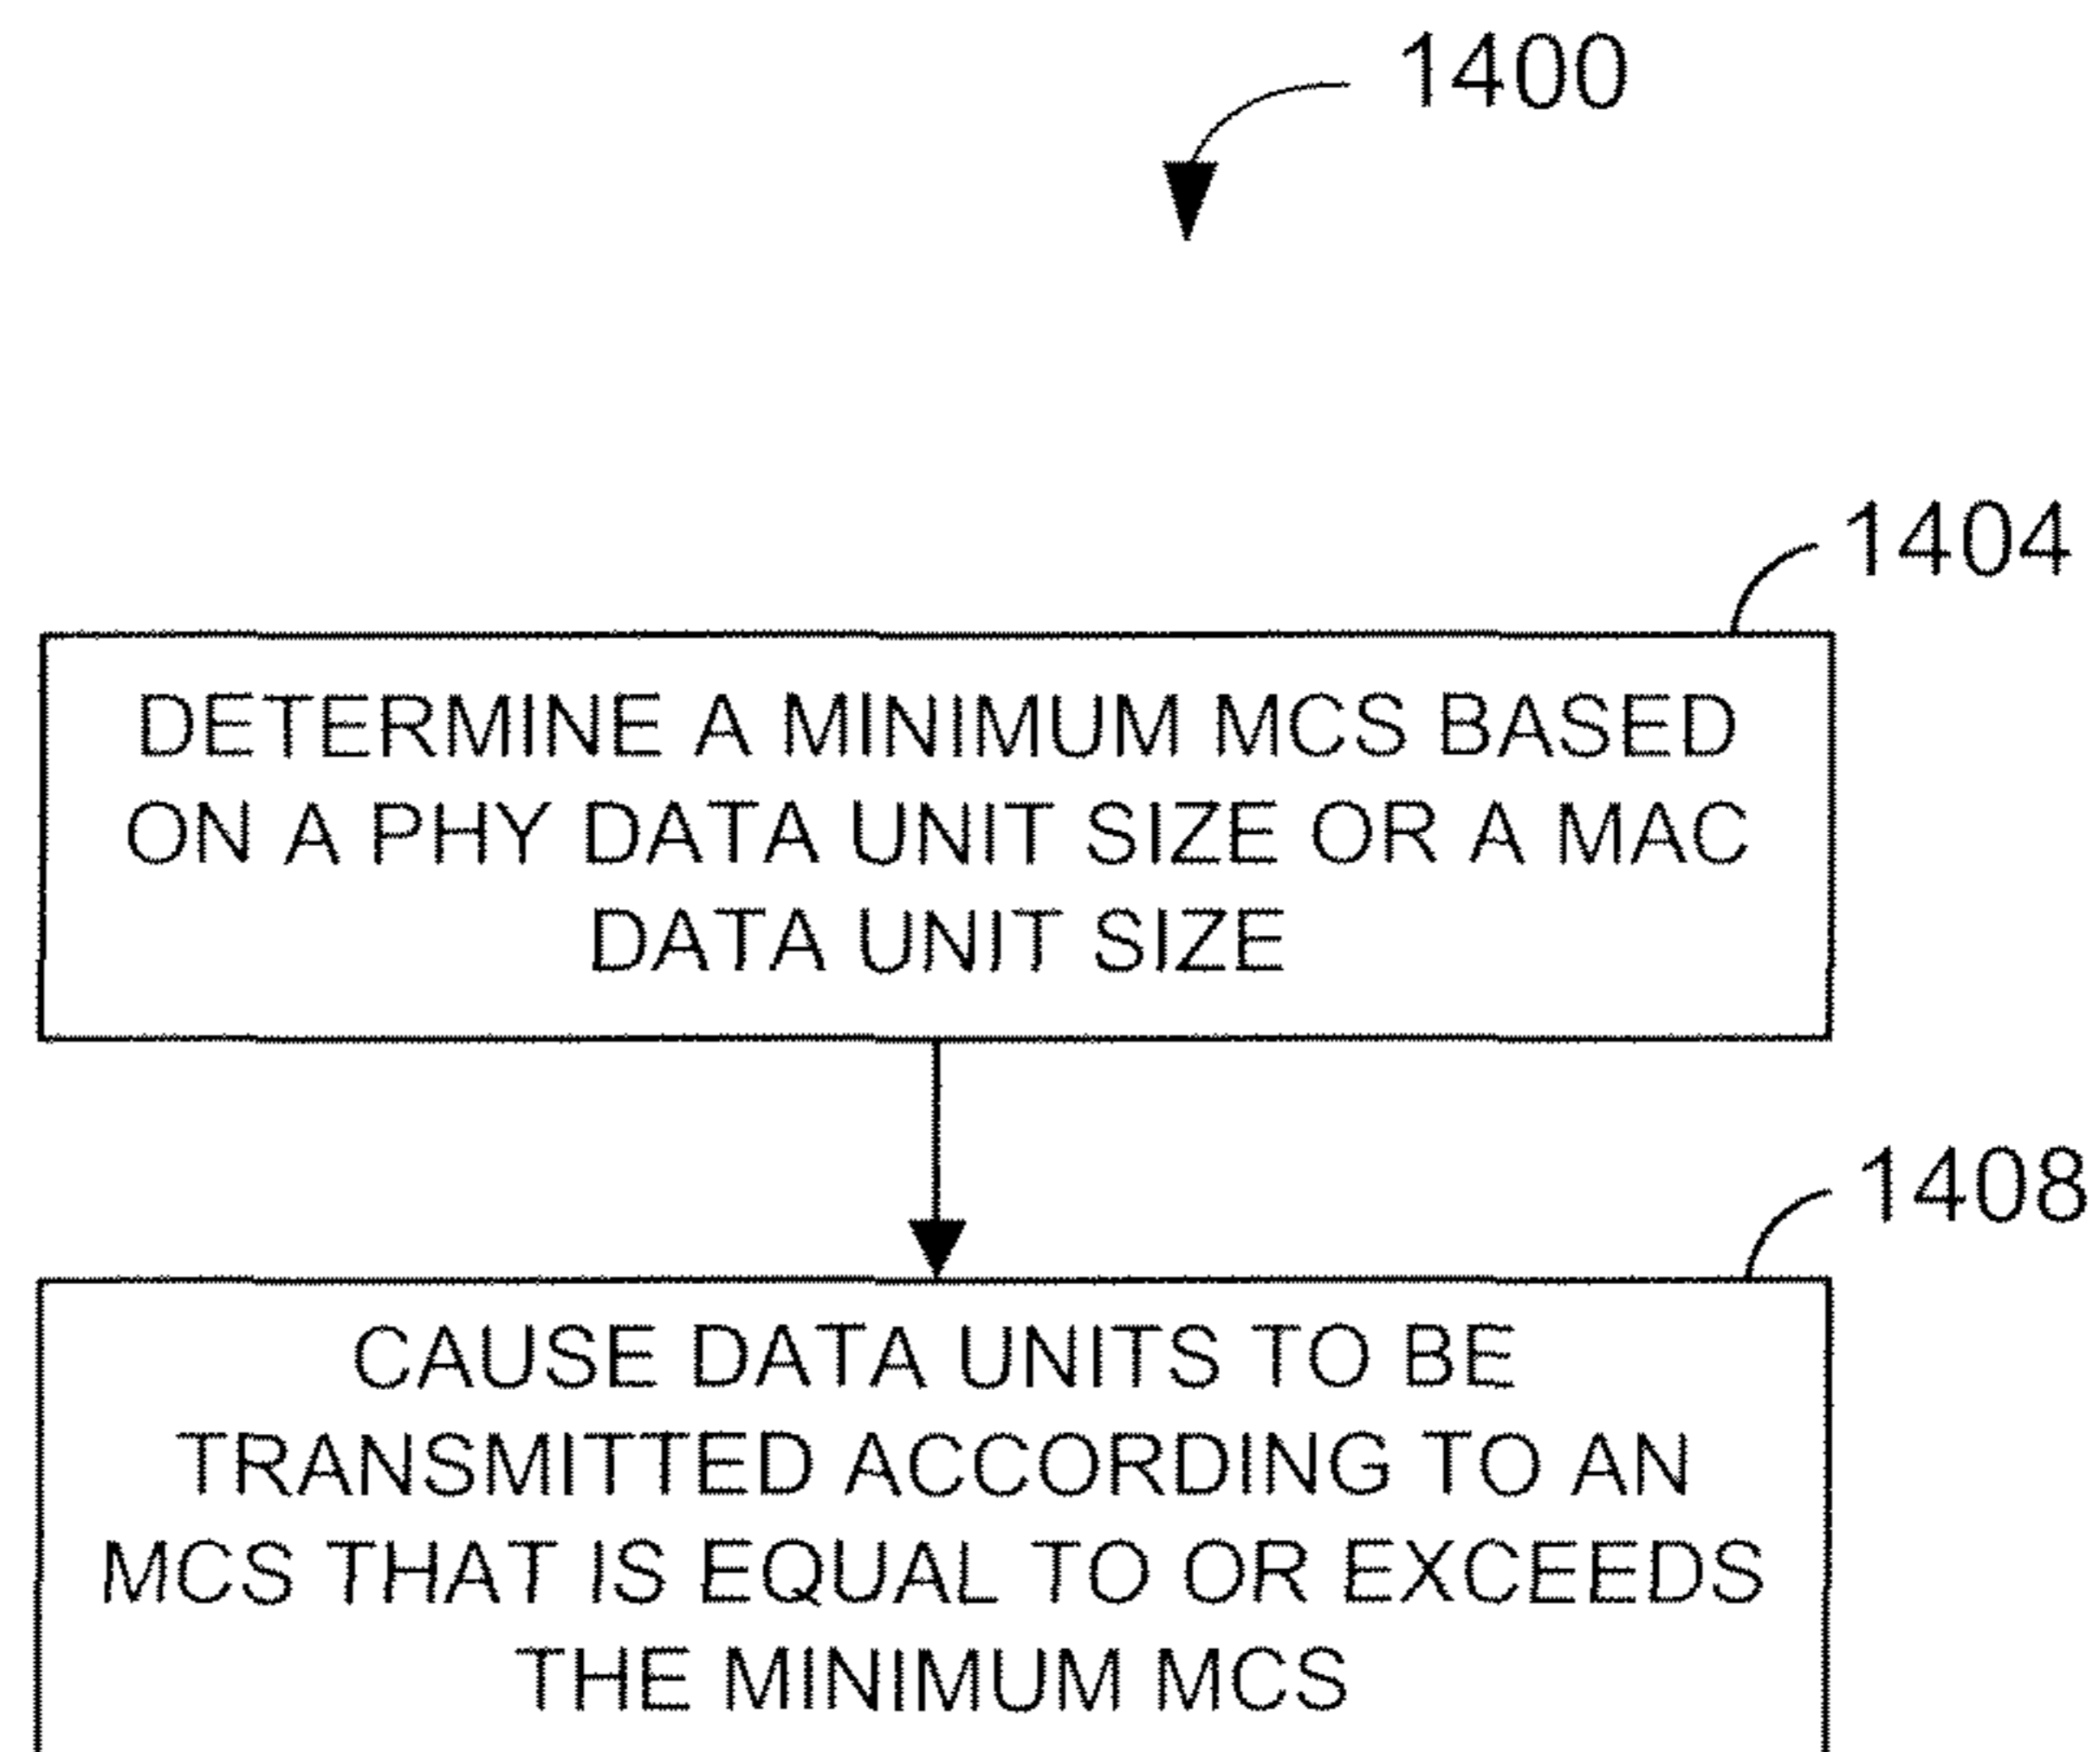 1400
1404
DETERMINE A MINIMUM MCS BASED
ON A PHY DATA UNIT SIZE OR A MAC
DATA UNIT SIZE
1408
CAUSE DATA UNITS TO BE
TRANSMITTED ACCORDING TO AN
MCS THAT IS EQUAL TO OR EXCEEDS
THE MINIMUM MCS